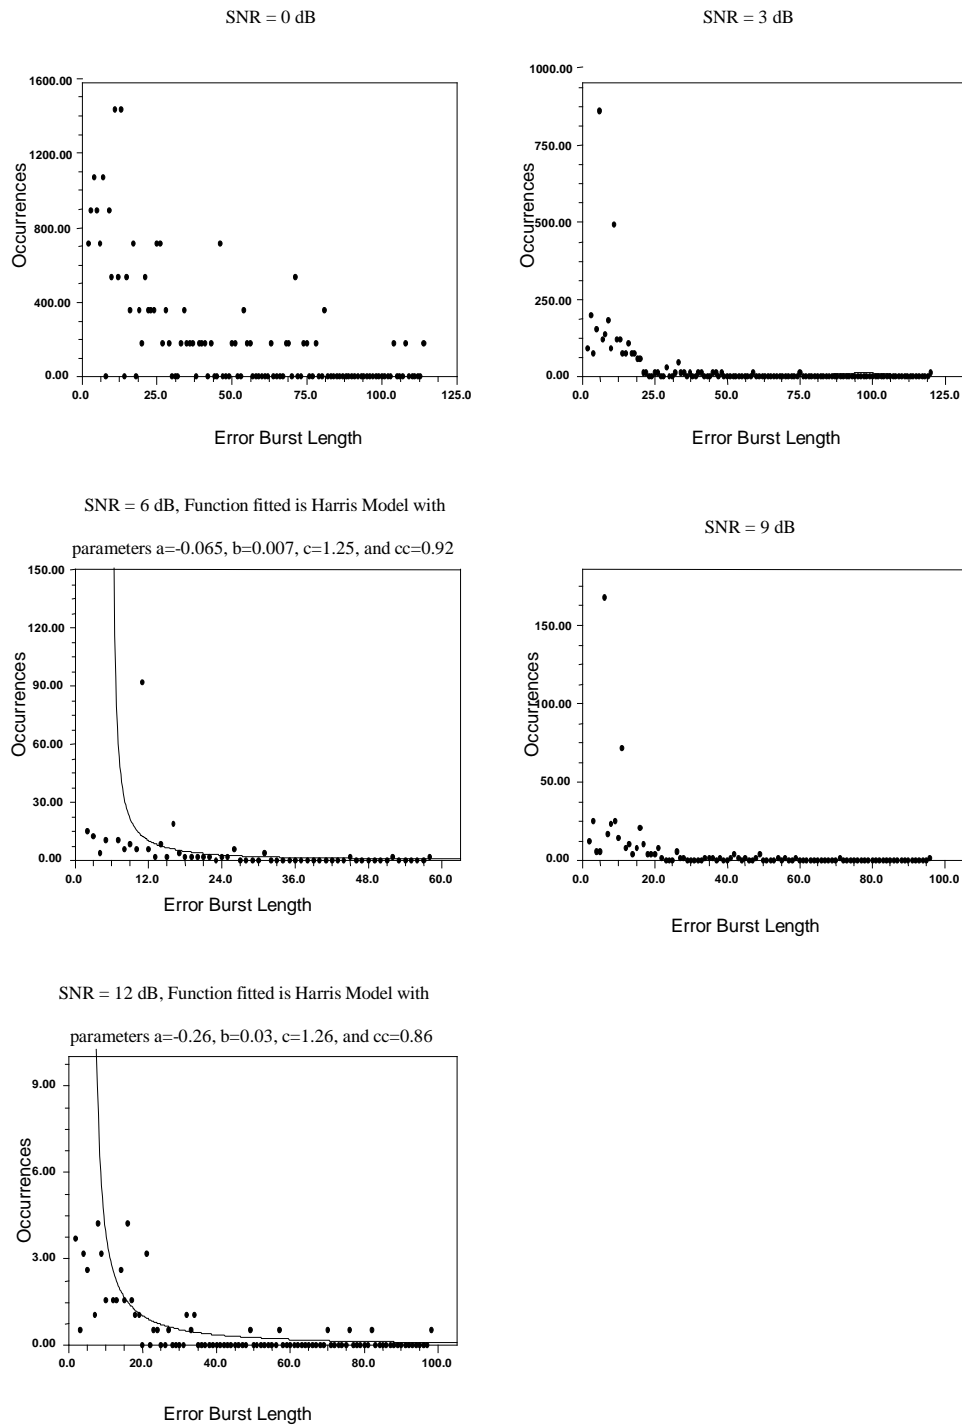 SNR = 0 dB
1600.00
1200.00
800.00
400.00
0.00
Occurrences
0.0 25.0 50.0 75.0 100.0 125.0
Error Burst Length
SNR = 3 dB
1000.00
750.00
500.00
250.00
0.00
Occurrences
0.0 25.0 50.0 75.0 100.0 125.0
Error Burst Length
SNR = 6 dB, Function fitted is Harris Model with
parameters a=-0.065, b=0.007, c=1.25, and cc=0.92
150.00
120.00
90.00
60.00
30.00
0.00
Occurrences
0.0 12.0 24.0 36.0 48.0 60.0
Error Burst Length
SNR = 9 dB
150.00
100.00
50.00
0.00
Occurrences
0.0 20.0 40.0 60.0 80.0 100.0
Error Burst Length
SNR = 12 dB, Function fitted is Harris Model with
parameters a=-0.26, b=0.03, c=1.26, and cc=0.86
9.00
6.00
3.00
0.00
Occurrences
0.0 20.0 40.0 60.0 80.0 100.0
Error Burst Length